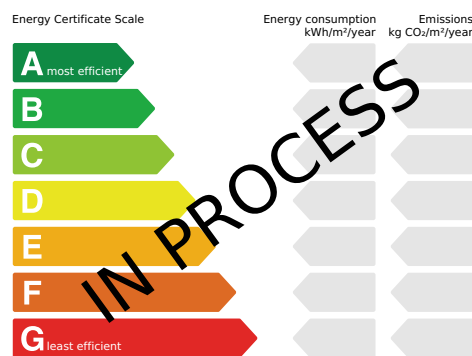 Energy Certificate Scale
Energy consumption
kWh/m²/year
Emissions
kg CO₂/m²/year
A most efficient
B
C
D
E
F
G least efficient
IN PROCESS